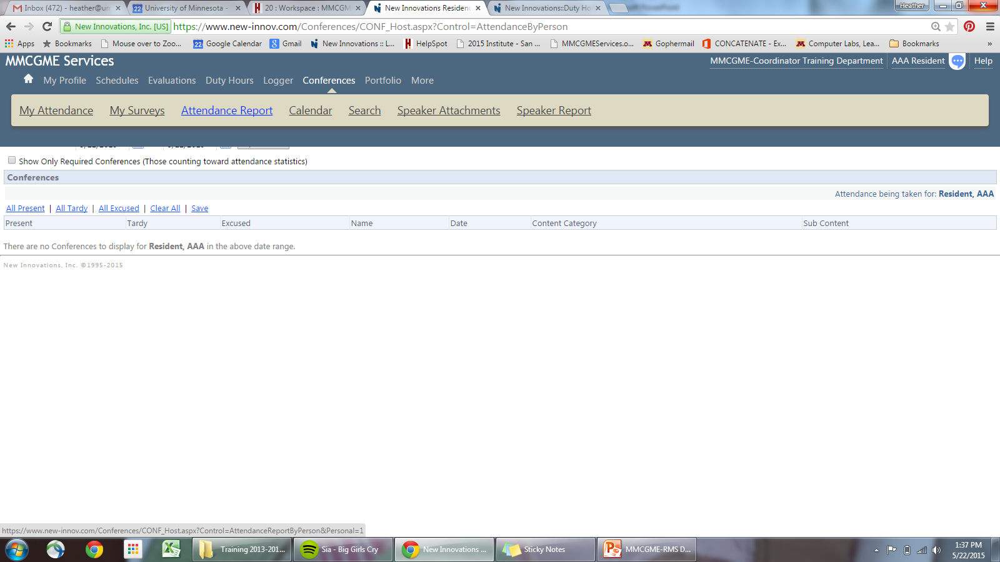 Inbox (472) - heather@um
University of Minnesota -
20 : Workspace : MMCGM
New Innovations Residenc
New Innovations::Duty Ho
Heather
New Innovations, Inc. [US] https://www.new-innov.com/Conferences/CONF_Host.aspx?Control=AttendanceByPerson
Apps Bookmarks Mouse over to Zoo... 22 Google Calendar Gmail New Innovations :: L... HelpSpot 2015 Institute - San ... MMCGMEServices.o... Gophermail CONCATENATE - Ex... Computer Labs, Lea... Bookmarks »
MMCGME Services
MMCGME-Coordinator Training Department AAA Resident Help
My Profile Schedules Evaluations Duty Hours Logger Conferences Portfolio More
My Attendance My Surveys Attendance Report Calendar Search Speaker Attachments Speaker Report
Show Only Required Conferences (Those counting toward attendance statistics)
Conferences
Attendance being taken for: Resident, AAA
All Present | All Tardy | All Excused | Clear All | Save
Present Tardy Excused Name Date Content Category Sub Content
There are no Conferences to display for Resident, AAA in the above date range.
New Innovations, Inc. ©1995-2015
https://www.new-innov.com/Conferences/CONF_Host.aspx?Control=AttendanceReportByPerson&Personal=1
Training 2013-201... Sia - Big Girls Cry New Innovations ... Sticky Notes MMCGME-RMS D...
1:37 PM
5/22/2015